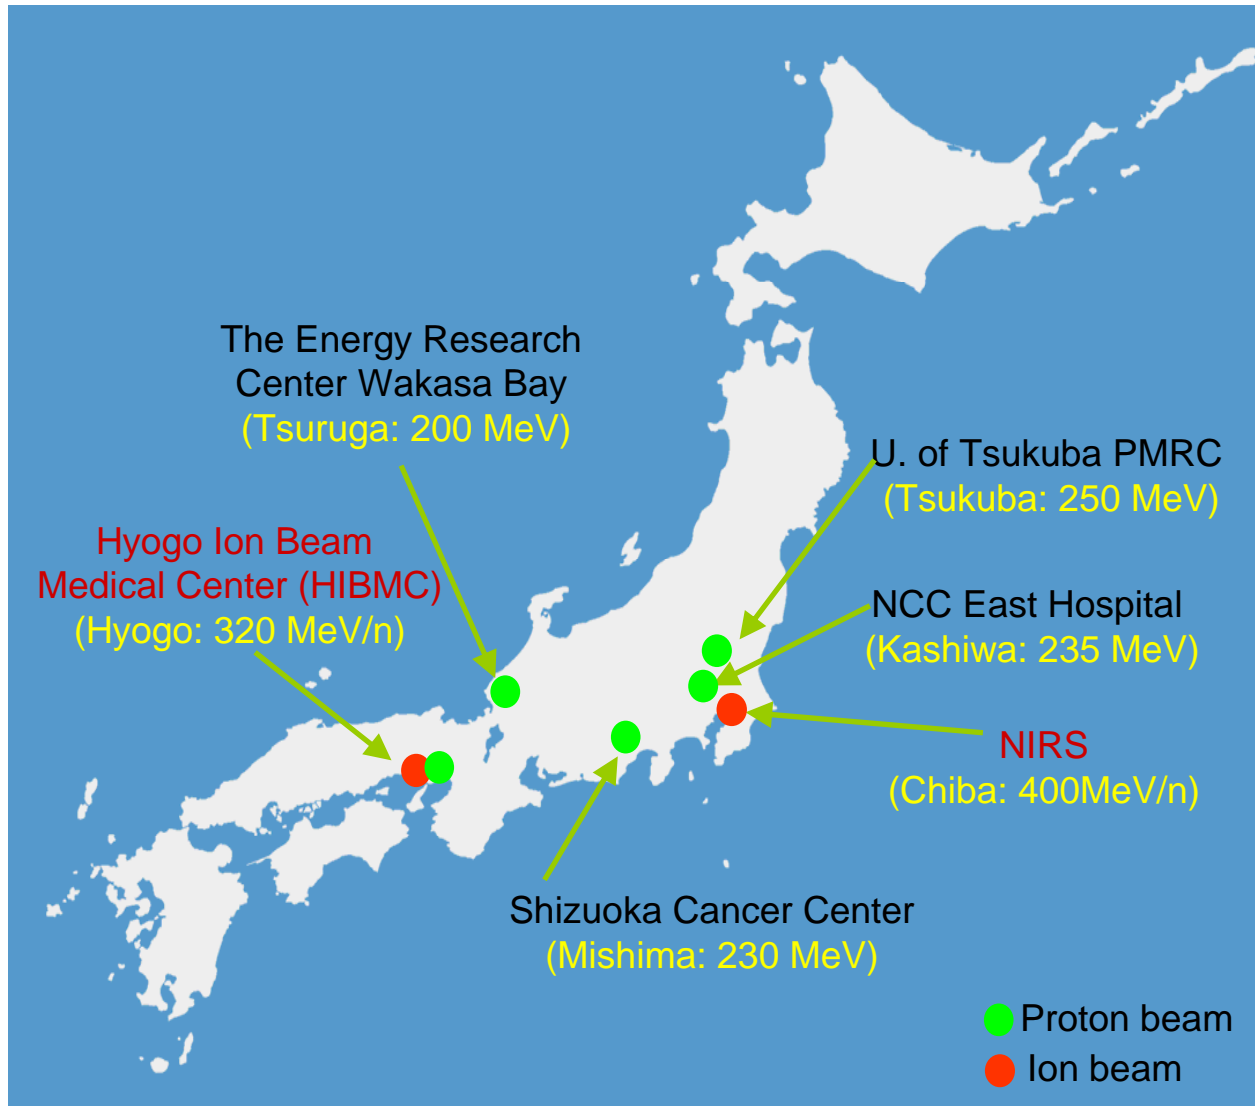 The Energy Research
Center Wakasa Bay
(Tsuruga: 200 MeV)
U. of Tsukuba PMRC
(Tsukuba: 250 MeV)
Hyogo Ion Beam
Medical Center (HIBMC)
(Hyogo: 320 MeV/n)
NCC East Hospital
(Kashiwa: 235 MeV)
NIRS
(Chiba: 400MeV/n)
Shizuoka Cancer Center
(Mishima: 230 MeV)
Proton beam
Ion beam